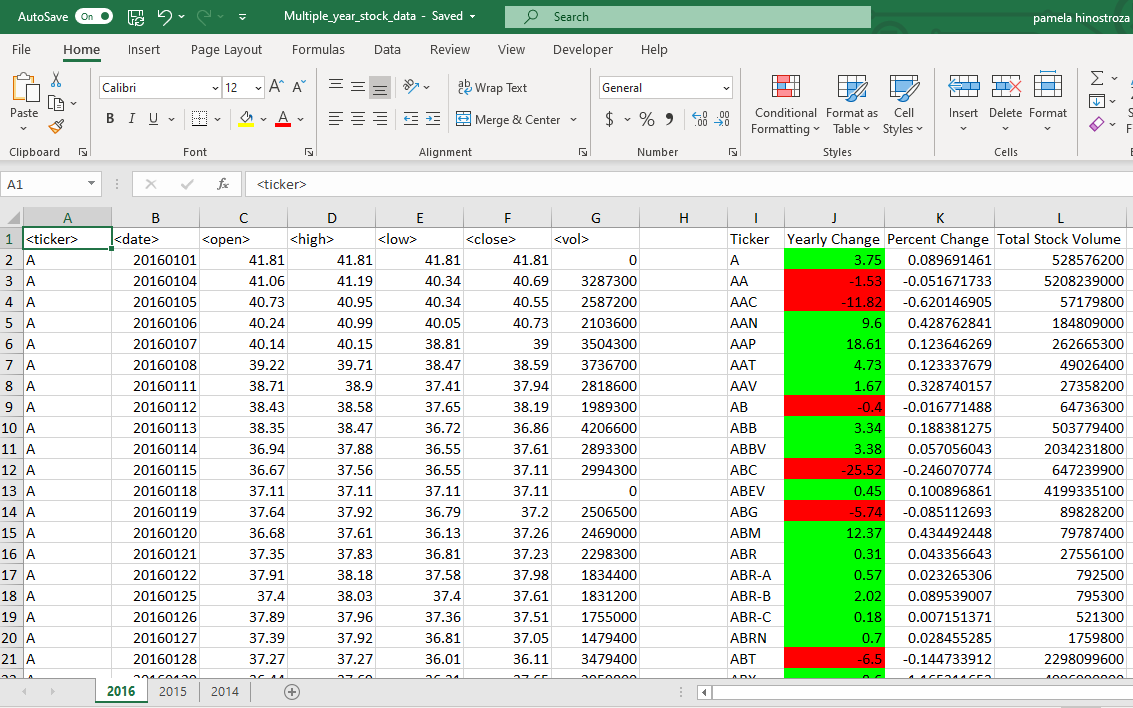 AutoSave On Multiple_year_stock_data - Saved Search pamela hinostroza
File Home Insert Page Layout Formulas Data Review View Developer Help
Calibri 12 ab Wrap Text General
Paste B I U A Merge & Center $ % Conditional Formatting Format as Table Cell Styles Insert Delete Format
Clipboard Font Alignment Number Styles Cells
A1 fx <ticker>
A B C D E F G H I J K L
1 <ticker> <date> <open> <high> <low> <close> <vol> Ticker Yearly Change Percent Change Total Stock Volume
2 A 20160101 41.81 41.81 41.81 41.81 0 A 3.75 0.089691461 528576200
3 A 20160104 41.06 41.19 40.34 40.69 3287300 AA -1.53 -0.051671733 5208239000
4 A 20160105 40.73 40.95 40.34 40.55 2587200 AAC -11.82 -0.620146905 57179800
5 A 20160106 40.24 40.99 40.05 40.73 2103600 AAN 9.6 0.428762841 184809000
6 A 20160107 40.14 40.15 38.81 39 3504300 AAP 18.61 0.123646269 262665300
7 A 20160108 39.22 39.71 38.47 38.59 3736700 AAT 4.73 0.123337679 49026400
8 A 20160111 38.71 38.9 37.41 37.94 2818600 AAV 1.67 0.328740157 27358200
9 A 20160112 38.43 38.58 37.65 38.19 1989300 AB -0.4 -0.016771488 64736300
10 A 20160113 38.35 38.47 36.72 36.86 4206600 ABB 3.34 0.188381275 503779400
11 A 20160114 36.94 37.88 36.55 37.61 2893300 ABBV 3.38 0.057056043 2034231800
12 A 20160115 36.67 37.56 36.55 37.11 2994300 ABC -25.52 -0.246070774 647239900
13 A 20160118 37.11 37.11 37.11 37.11 0 ABEV 0.45 0.100896861 4199335100
14 A 20160119 37.64 37.92 36.79 37.2 2506500 ABG -5.74 -0.085112693 89828200
15 A 20160120 36.68 37.61 36.13 37.26 2469000 ABM 12.37 0.434492448 79787400
16 A 20160121 37.35 37.83 36.81 37.23 2298300 ABR 0.31 0.043356643 27556100
17 A 20160122 37.91 38.18 37.58 37.98 1834400 ABR-A 0.57 0.023265306 792500
18 A 20160125 37.4 38.03 37.4 37.61 1831200 ABR-B 2.02 0.089539007 795300
19 A 20160126 37.89 37.96 37.36 37.51 1755000 ABR-C 0.18 0.007151371 521300
20 A 20160127 37.39 37.92 36.81 37.05 1479400 ABRN 0.7 0.028455285 1759800
21 A 20160128 37.27 37.27 36.01 36.11 3479400 ABT -6.5 -0.144733912 2298099600
2016 2015 2014